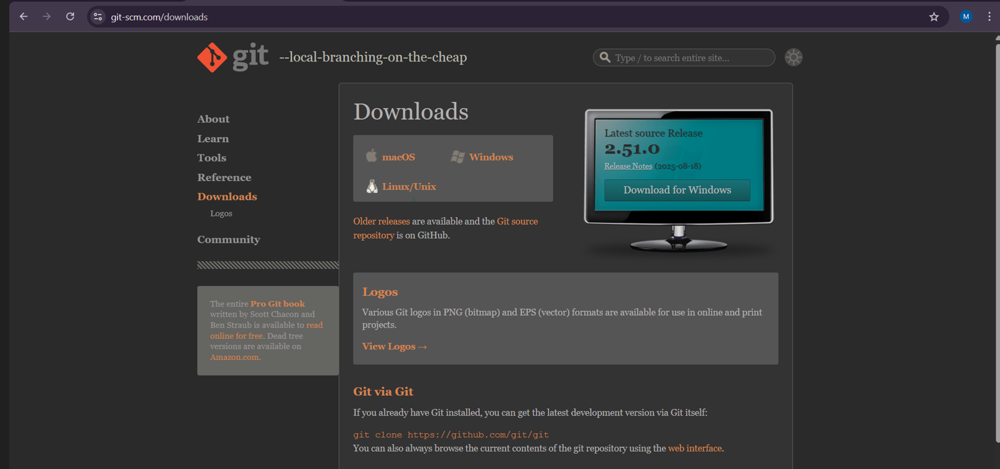 git-scm.com/downloads
M
git --local-branching-on-the-cheap
Type / to search entire site...
About
Learn
Tools
Reference
Downloads
Logos
Community
The entire Pro Git book
written by Scott Chacon and
Ben Straub is available to read
online for free. Dead tree
versions are available on
Amazon.com.
Downloads
macOS
Windows
Linux/Unix
Older releases are available and the Git source
repository is on GitHub.
Latest source Release
2.51.0
Release Notes (2025-08-18)
Download for Windows
Logos
Various Git logos in PNG (bitmap) and EPS (vector) formats are available for use in online and print
projects.
View Logos →
Git via Git
If you already have Git installed, you can get the latest development version via Git itself:
git clone https://github.com/git/git
You can also always browse the current contents of the git repository using the web interface.